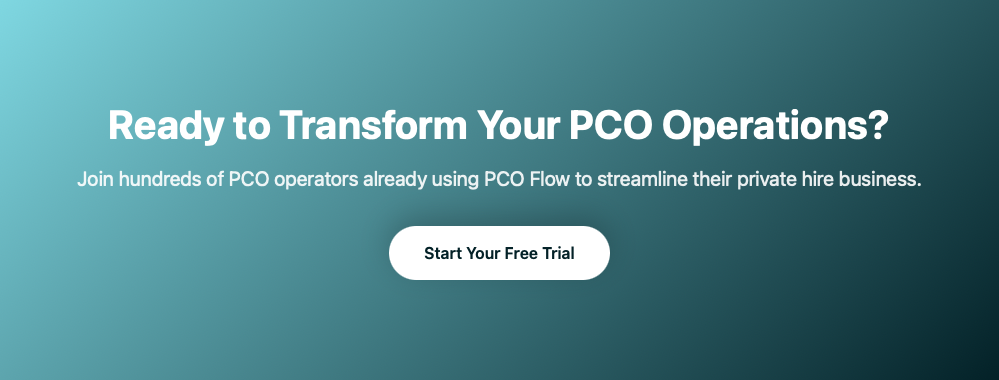 Ready to Transform Your PCO Operations?
Join hundreds of PCO operators already using PCO Flow to streamline their private hire business.
Start Your Free Trial